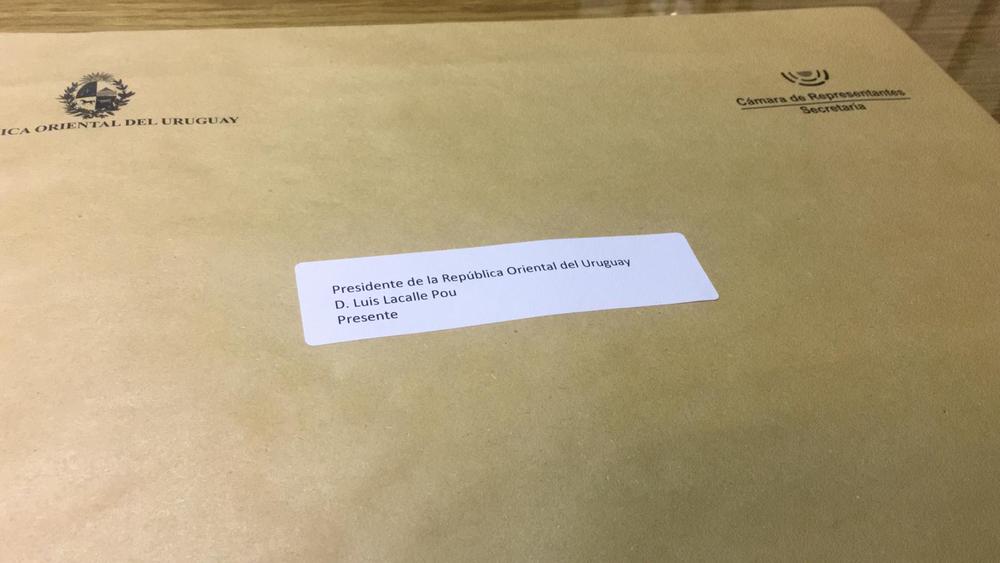 ICA ORIENTAL DEL URUGUAY
Cámara de Representantes
Secretaría
Presidente de la República Oriental del Uruguay
D. Luis Lacalle Pou
Presente